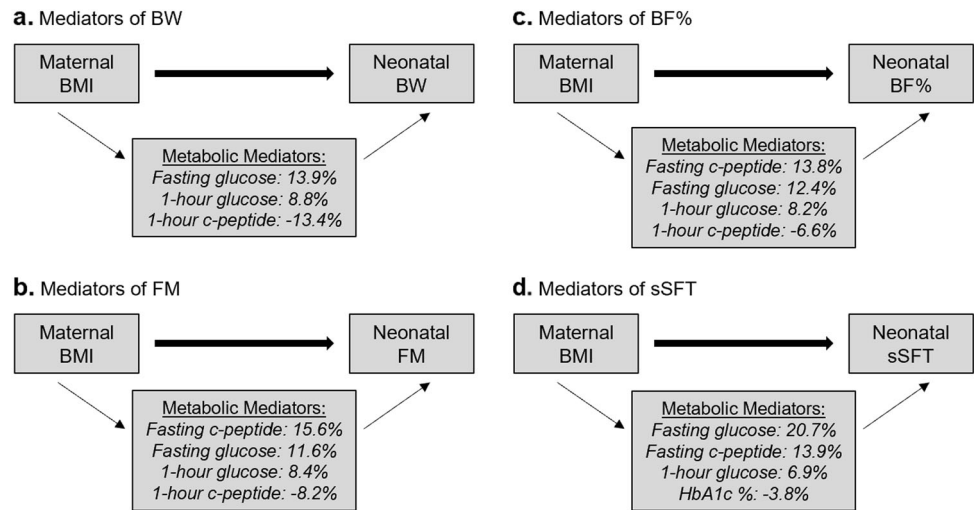 a. Mediators of BW
Maternal
BMI
Neonatal
BW
Metabolic Mediators:
Fasting glucose: 13.9%
1-hour glucose: 8.8%
1-hour c-peptide: -13.4%
b. Mediators of FM
Maternal
BMI
Neonatal
FM
Metabolic Mediators:
Fasting c-peptide: 15.6%
Fasting glucose: 11.6%
1-hour glucose: 8.4%
1-hour c-peptide: -8.2%
c. Mediators of BF%
Maternal
BMI
Neonatal
BF%
Metabolic Mediators:
Fasting c-peptide: 13.8%
Fasting glucose: 12.4%
1-hour glucose: 8.2%
1-hour c-peptide: -6.6%
d. Mediators of sSFT
Maternal
BMI
Neonatal
sSFT
Metabolic Mediators:
Fasting glucose: 20.7%
Fasting c-peptide: 13.9%
1-hour glucose: 6.9%
HbA1c %: -3.8%